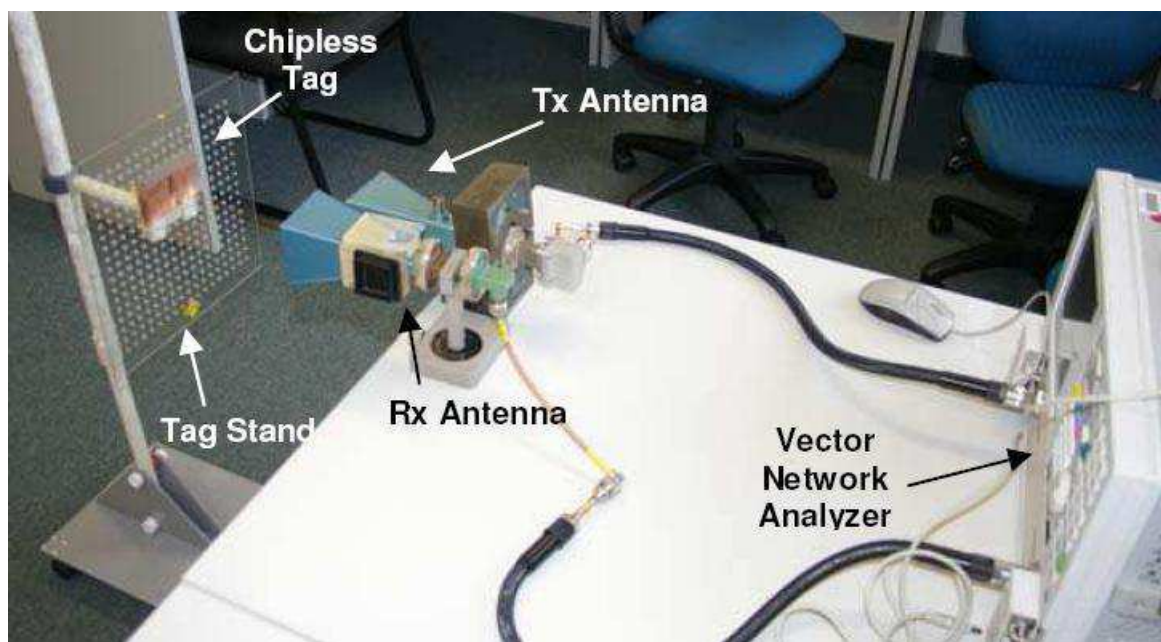 Chipless
Tag
Tx Antenna
Rx Antenna
Tag Stand
Vector
Network
Analyzer